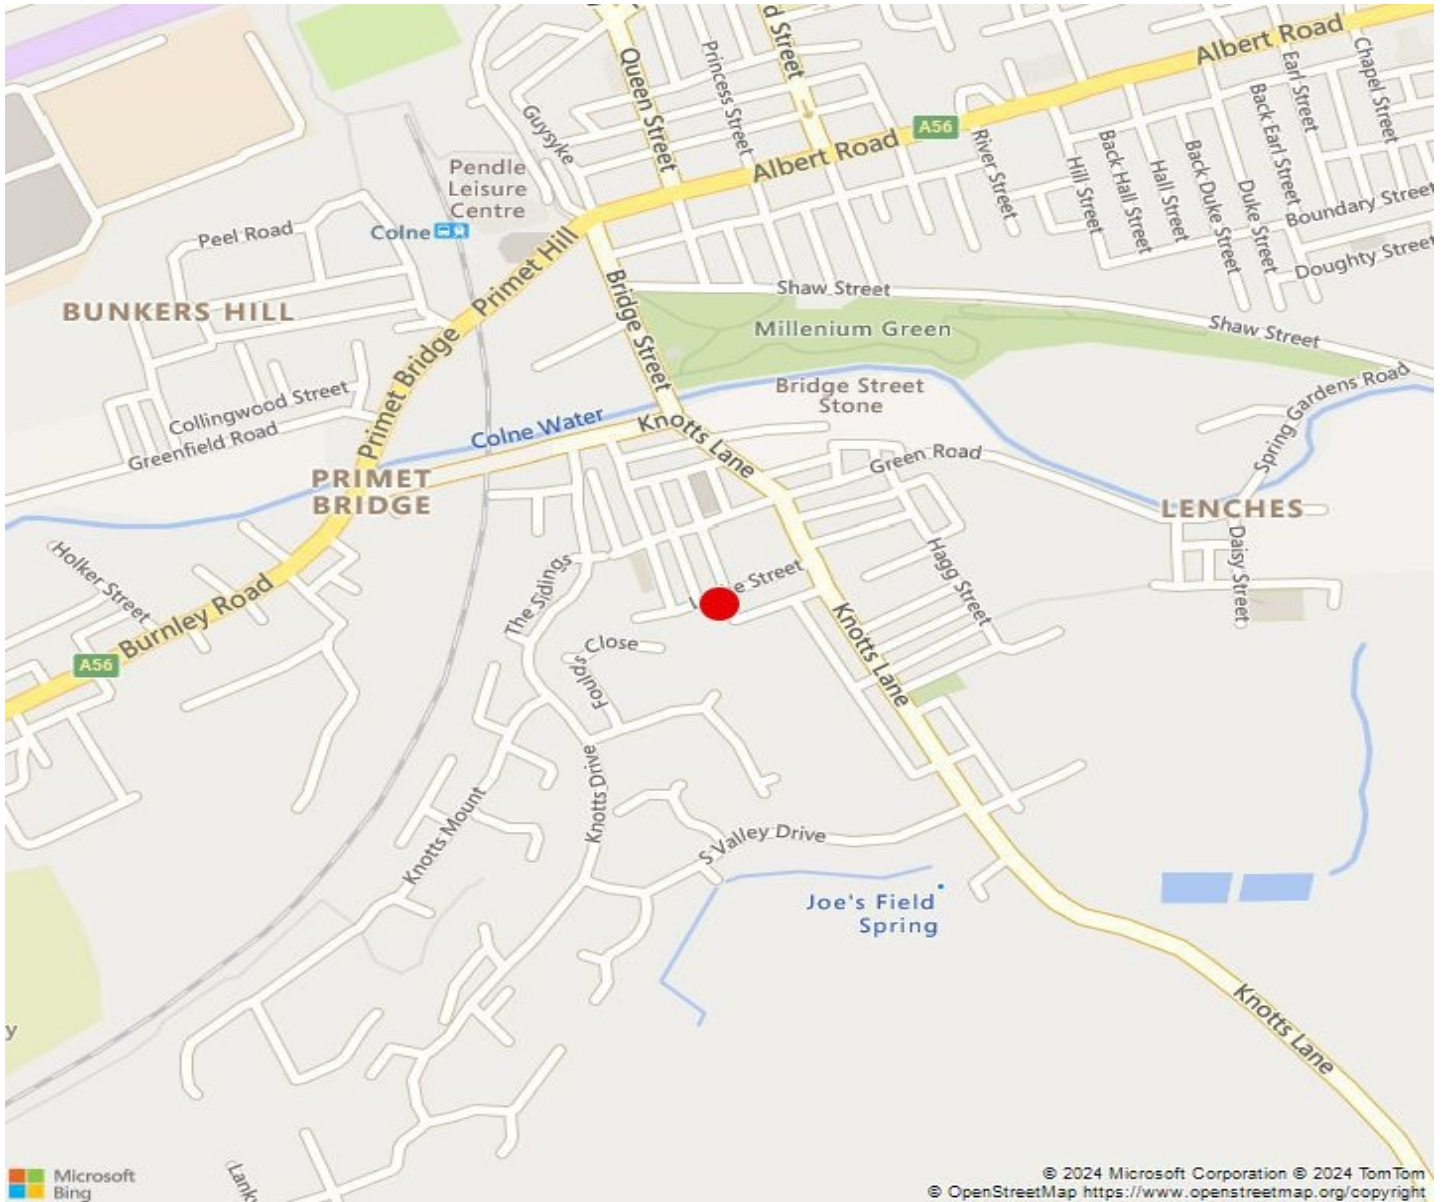 Queen Street
Princess Street
d Street
Albert Road
Earl Street
Chapel Street
Guysyke
A56
Albert Road
Back Earl Street
River Street
Hill Street
Back Hall Street
Hall Street
Back Duke Street
Duke Street
Boundary Street
Doughty Street
Pendle
Leisure
Centre
Peel Road
Colne
BUNKERS HILL
Primet Hill
Bridge Street
Shaw Street
Millenium Green
Shaw Street
Primet Bridge
Collingwood Street
Greenfield Road
Colne Water
Bridge Street
Stone
Knotts Lane
Green Road
Spring Gardens Road
PRIMET
BRIDGE
LENCHES
Holker Street
The Sidings
e Street
Hagg Street
Daisy Street
Burnley Road
A56
Foulds Close
Knotts Lane
Knotts Drive
Knotts Mount
S Valley Drive
Joe's Field
Spring
Knotts Lane
y
Lank
Microsoft
Bing
© 2024 Microsoft Corporation © 2024 TomTom
© OpenStreetMap https://www.openstreetmap.org/copyright